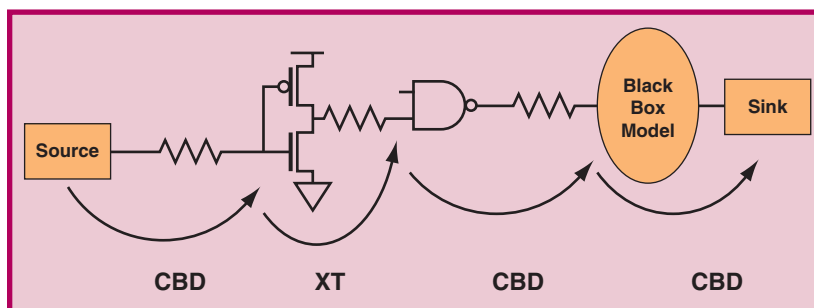 Source
Black
Box
Model
Sink
CBD
XT
CBD
CBD